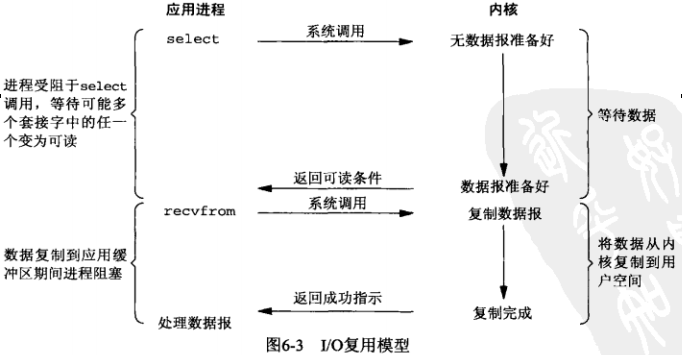 应用进程
内核
select
系统调用
无数据报准备好
进程受阻于select
调用，等待可能多
个套接字中的任一
个变为可读
等待数据
返回可读条件
数据报准备好
recvfrom
系统调用
复制数据报
数据复制到应用缓
冲区期间进程阻塞
将数据从内
核复制到用
户空间
返回成功指示
处理数据报
复制完成
图6-3 I/O复用模型